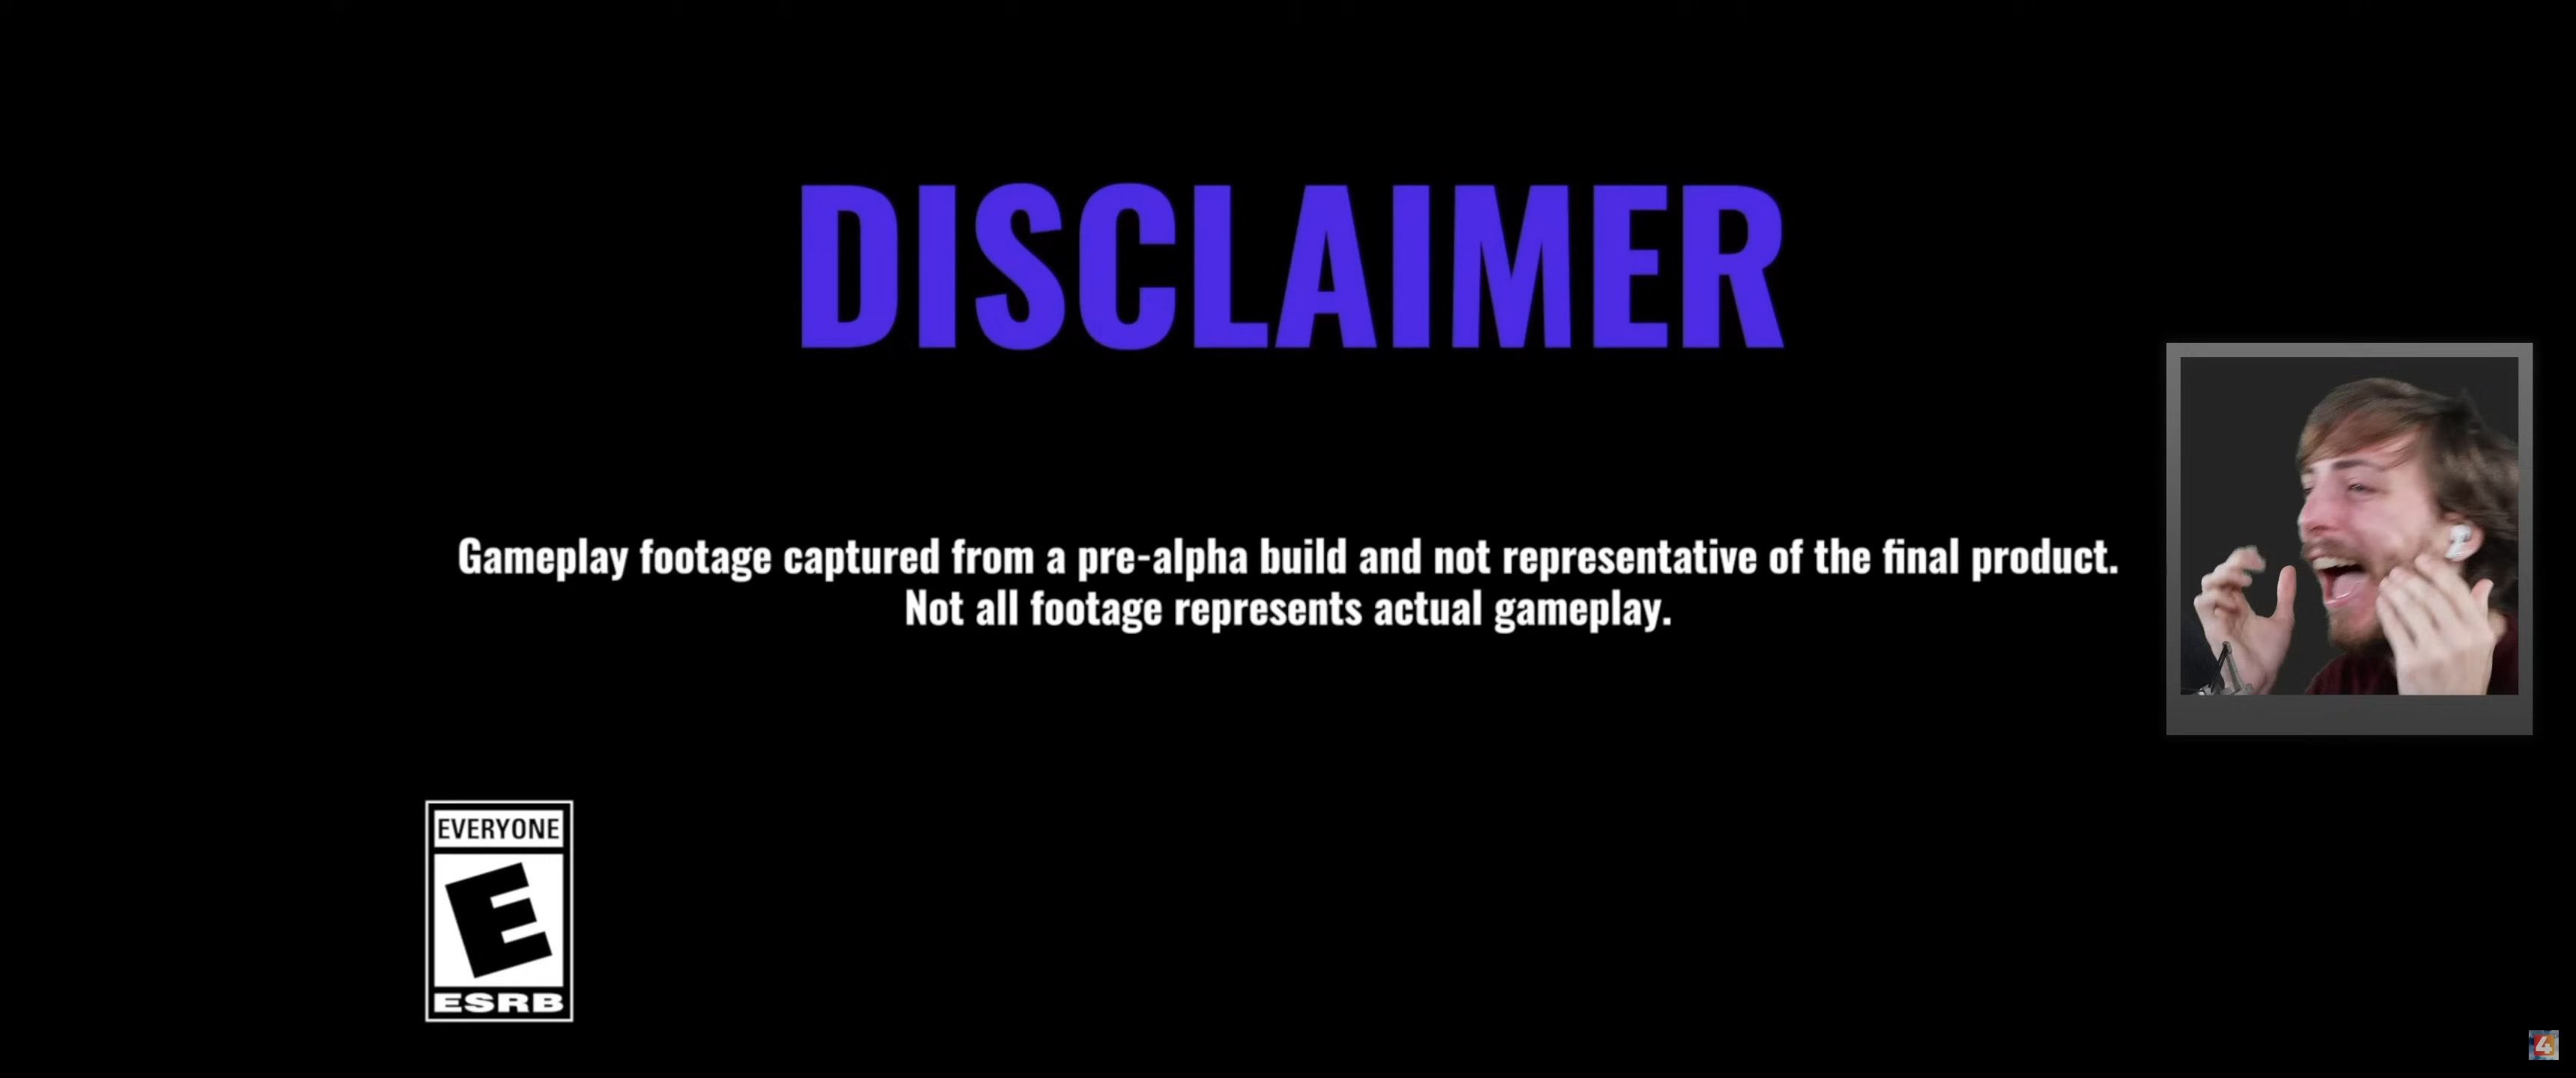 DISCLAIMER
Gameplay footage captured from a pre-alpha build and not representative of the final product.
Not all footage represents actual gameplay.
EVERYONE
E
ESRB
4